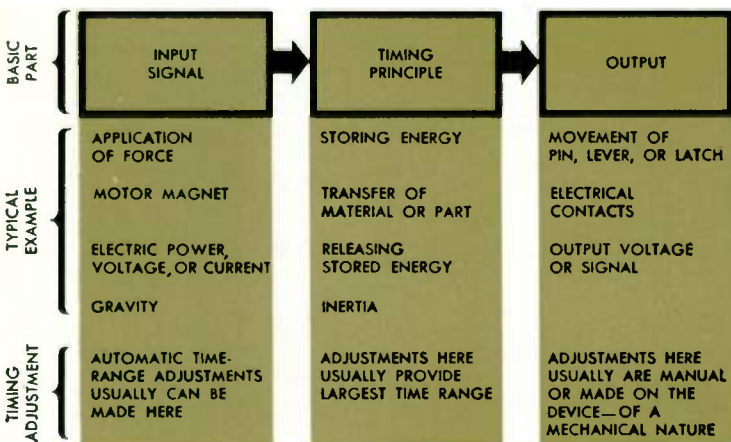 BASIC
PART
INPUT
SIGNAL
TIMING
PRINCIPLE
OUTPUT
TYPICAL
EXAMPLE
APPLICATION
OF FORCE
STORING ENERGY
MOVEMENT OF
PIN, LEVER, OR LATCH
MOTOR MAGNET
TRANSFER OF
MATERIAL OR PART
ELECTRICAL
CONTACTS
ELECTRIC POWER,
VOLTAGE, OR CURRENT
RELEASING
STORED ENERGY
OUTPUT VOLTAGE
OR SIGNAL
GRAVITY
INERTIA
TIMING
ADJUSTMENT
AUTOMATIC TIME-
RANGE ADJUSTMENTS
USUALLY CAN BE
MADE HERE
ADJUSTMENTS HERE
USUALLY PROVIDE
LARGEST TIME RANGE
ADJUSTMENTS HERE
USUALLY ARE MANUAL
OR MADE ON THE
DEVICE—OF A
MECHANICAL NATURE